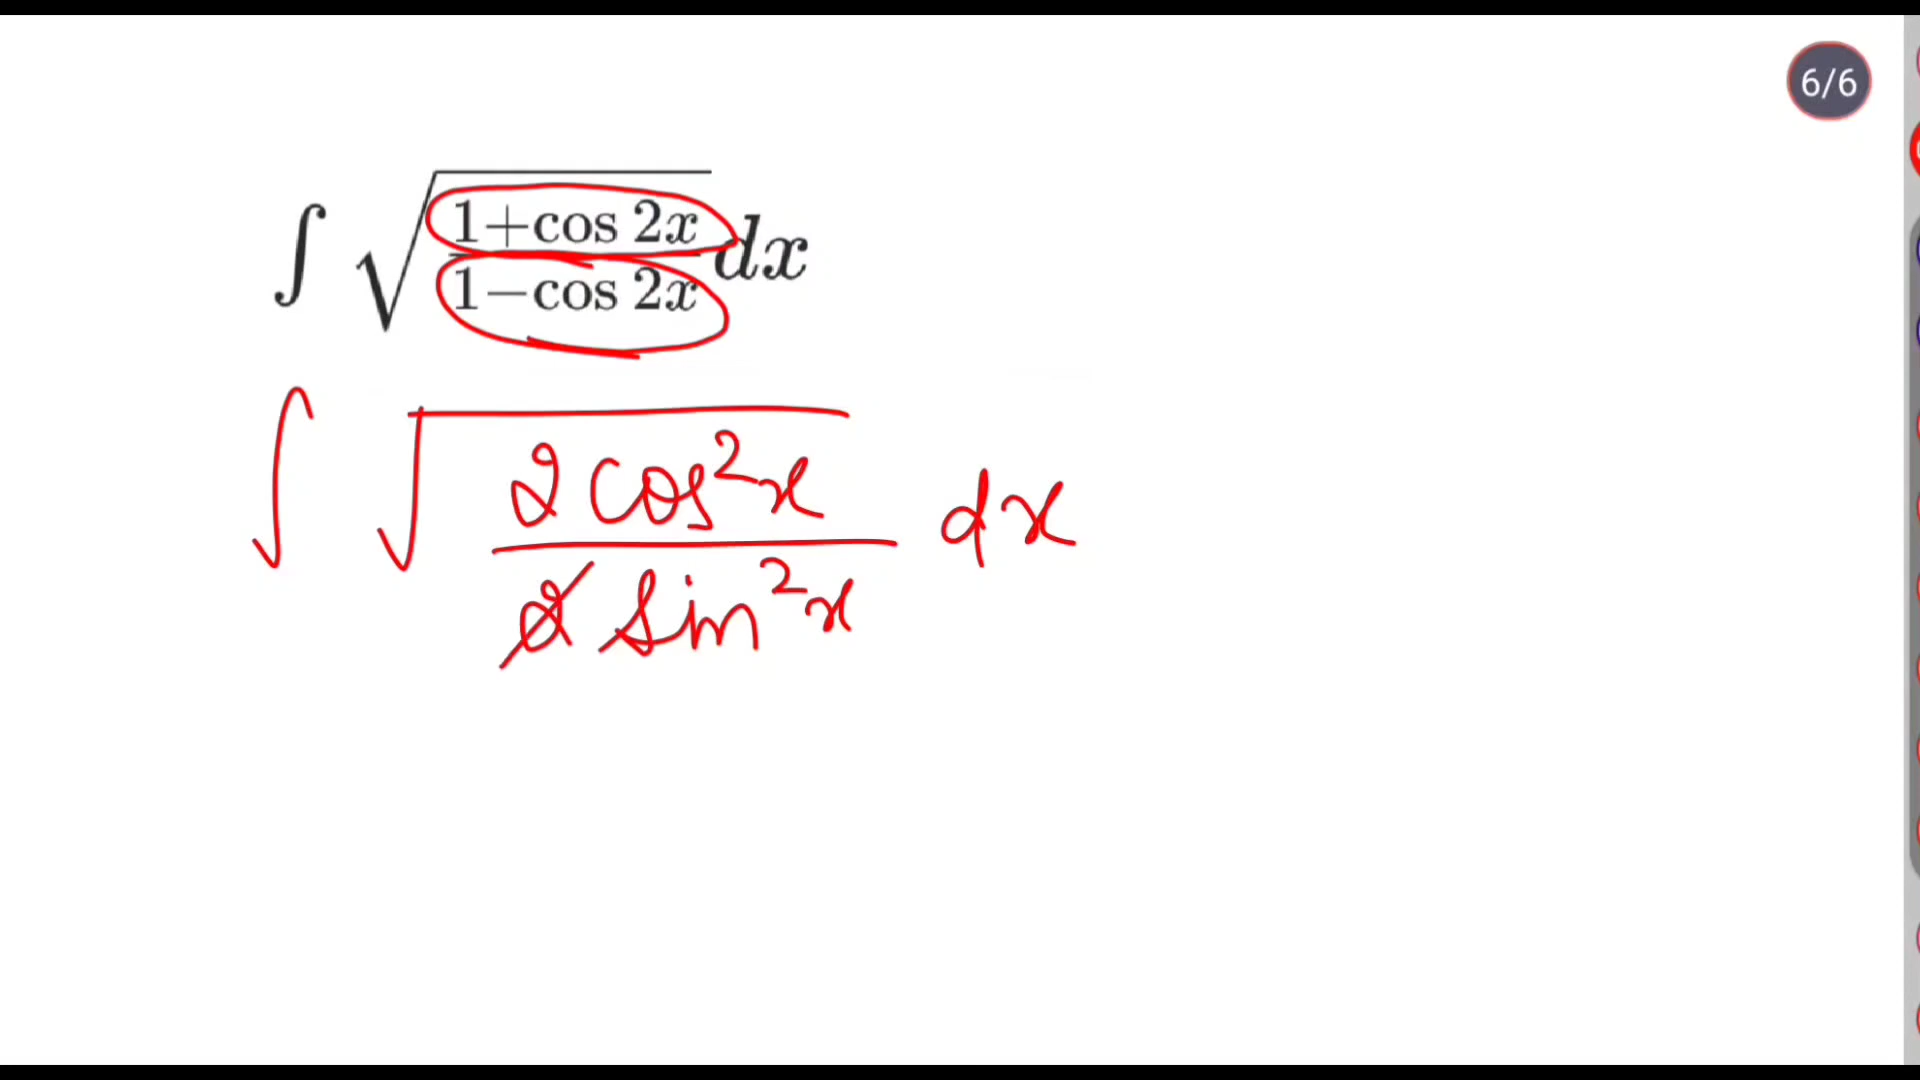 6/6
∫ √(1+cos 2x / 1−cos 2x) dx
∫ √(2 cos²x / 2 sin²x) dx